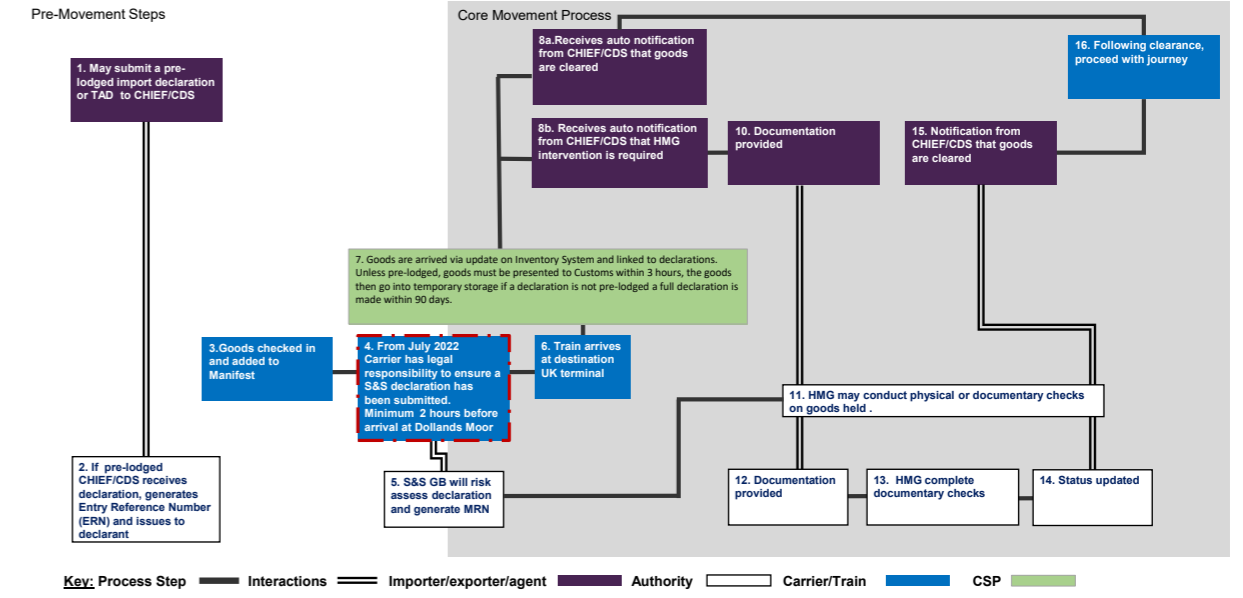 Pre-Movement Steps
Core Movement Process
1. May submit a pre-
lodged import declaration
or TAD to CHIEF/CDS
2. If pre-lodged
CHIEF/CDS receives
declaration, generates
Entry Reference Number
(ERN) and issues to
declarant
3.Goods checked in
and added to
Manifest
4. From July 2022
Carrier has legal
responsibility to ensure a
S&S declaration has
been submitted.
Minimum 2 hours before
arrival at Dollands Moor
5. S&S GB will risk
assess declaration
and generate MRN
6. Train arrives
at destination
UK terminal
7. Goods are arrived via update on Inventory System and linked to declarations.
Unless pre-lodged, goods must be presented to Customs within 3 hours, the goods
then go into temporary storage if a declaration is not pre-lodged a full declaration is
made within 90 days.
8a.Receives auto notification
from CHIEF/CDS that goods
are cleared
8b. Receives auto notification
from CHIEF/CDS that HMG
intervention is required
10. Documentation
provided
11. HMG may conduct physical or documentary checks
on goods held .
12. Documentation
provided
13. HMG complete
documentary checks
14. Status updated
15. Notification from
CHIEF/CDS that goods
are cleared
16. Following clearance,
proceed with journey
Key: Process Step
Interactions
Importer/exporter/agent
Authority
Carrier/Train
CSP